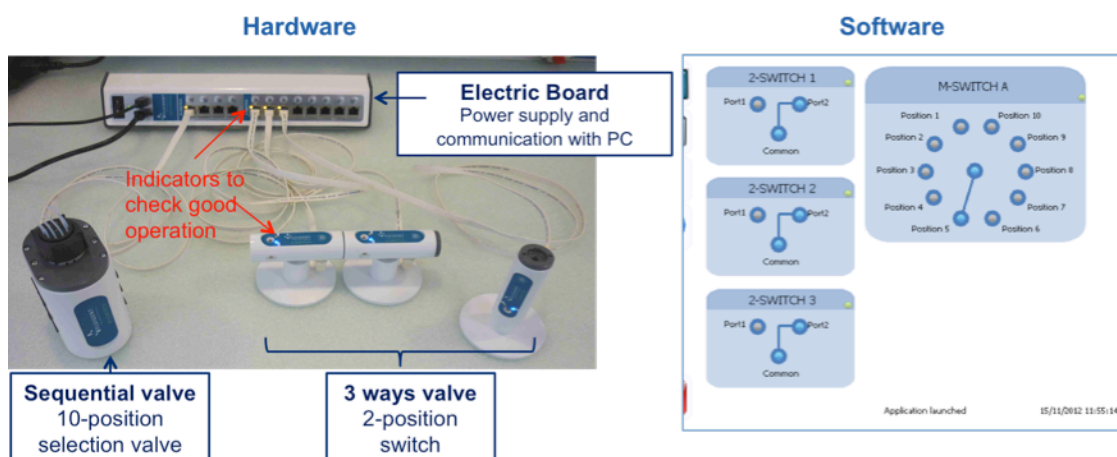 Hardware
Software
Electric Board
Power supply and
communication with PC
Indicators to
check good
operation
Sequential valve
10-position
selection valve
3 ways valve
2-position
switch
2-SWITCH 1
Port1
Port2
Common
2-SWITCH 2
Port1
Port2
Common
2-SWITCH 3
Port1
Port2
Common
M-SWITCH A
Position 1
Position 10
Position 2
Position 9
Position 3
Position 8
Position 4
Position 7
Position 5
Position 6
Application launched
15/11/2012 11:55:14